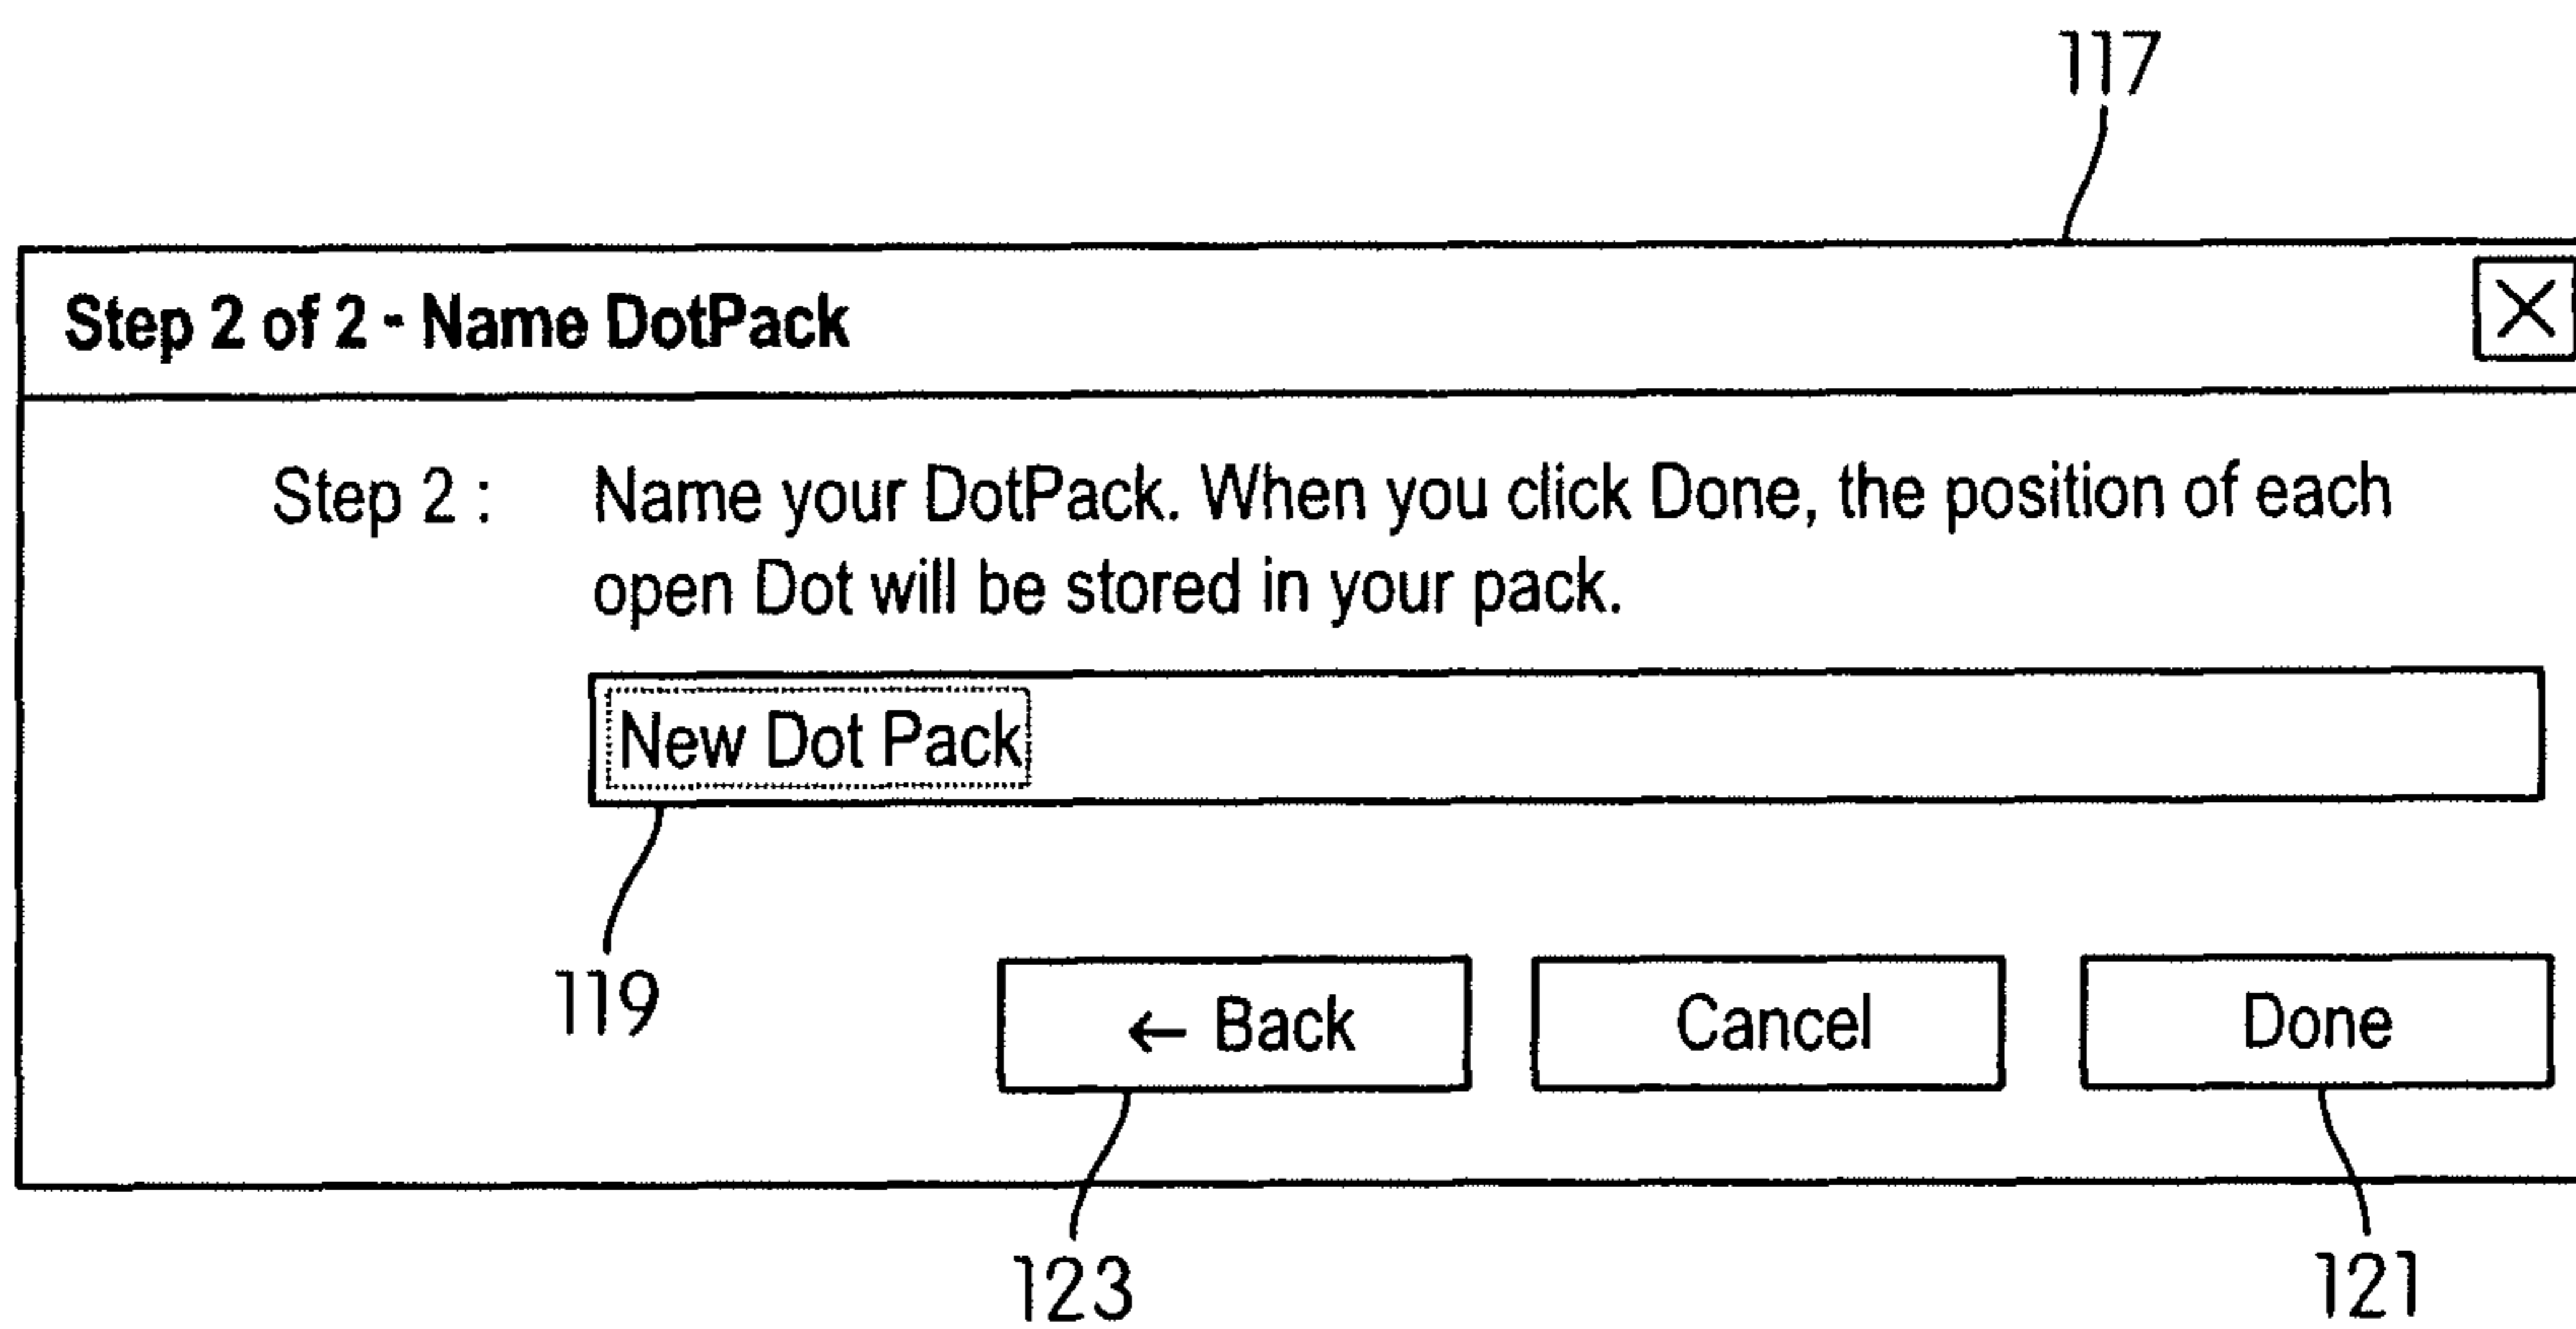 117
Step 2 of 2 - Name DotPack
Step 2 : Name your DotPack. When you click Done, the position of each
open Dot will be stored in your pack.
New Dot Pack
119
← Back Cancel Done
123 121